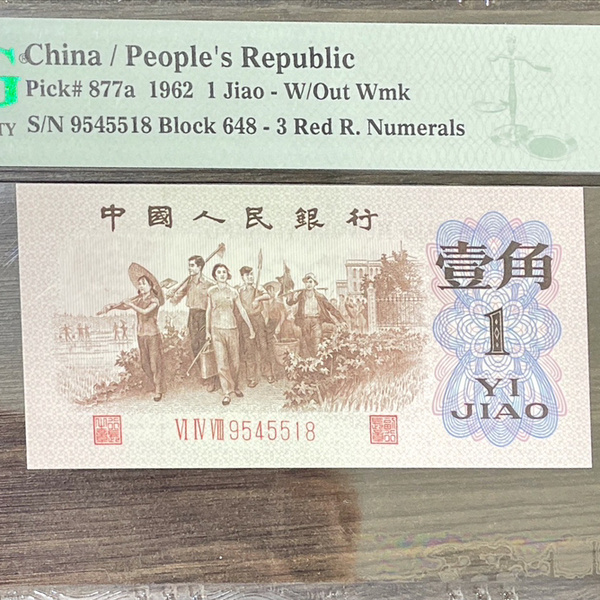 G® China / People's Republic
Pick# 877a 1962 1 Jiao - W/Out Wmk
TY S/N 9545518 Block 648 - 3 Red R. Numerals
中國人民銀行
壹角
1
YI
JIAO
VI IV VIII 9545518